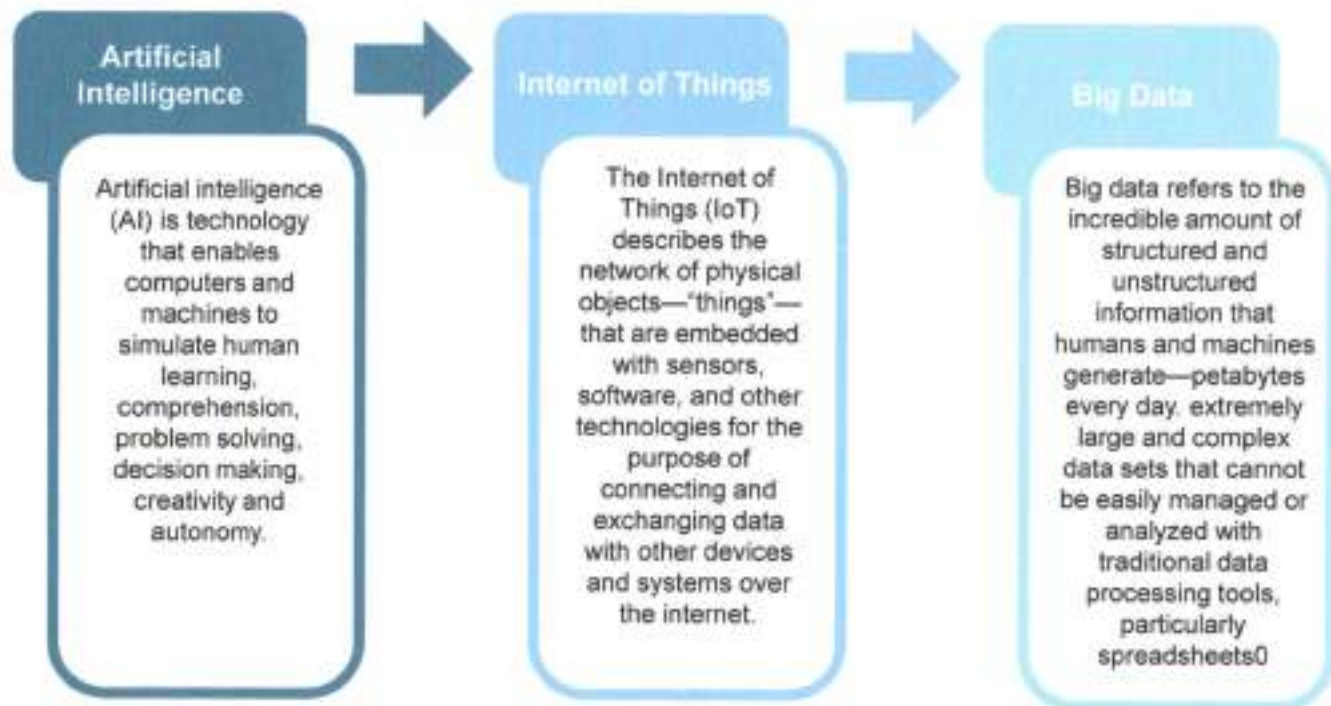 Artificial
Intelligence
Artificial intelligence
(AI) is technology
that enables
computers and
machines to
simulate human
learning,
comprehension,
problem solving,
decision making,
creativity and
autonomy.
Internet of Things
The Internet of
Things (IoT)
describes the
network of physical
objects—"things"—
that are embedded
with sensors,
software, and other
technologies for the
purpose of
connecting and
exchanging data
with other devices
and systems over
the internet.
Big Data
Big data refers to the
incredible amount of
structured and
unstructured
information that
humans and machines
generate—petabytes
every day. extremely
large and complex
data sets that cannot
be easily managed or
analyzed with
traditional data
processing tools,
particularly
spreadsheets0